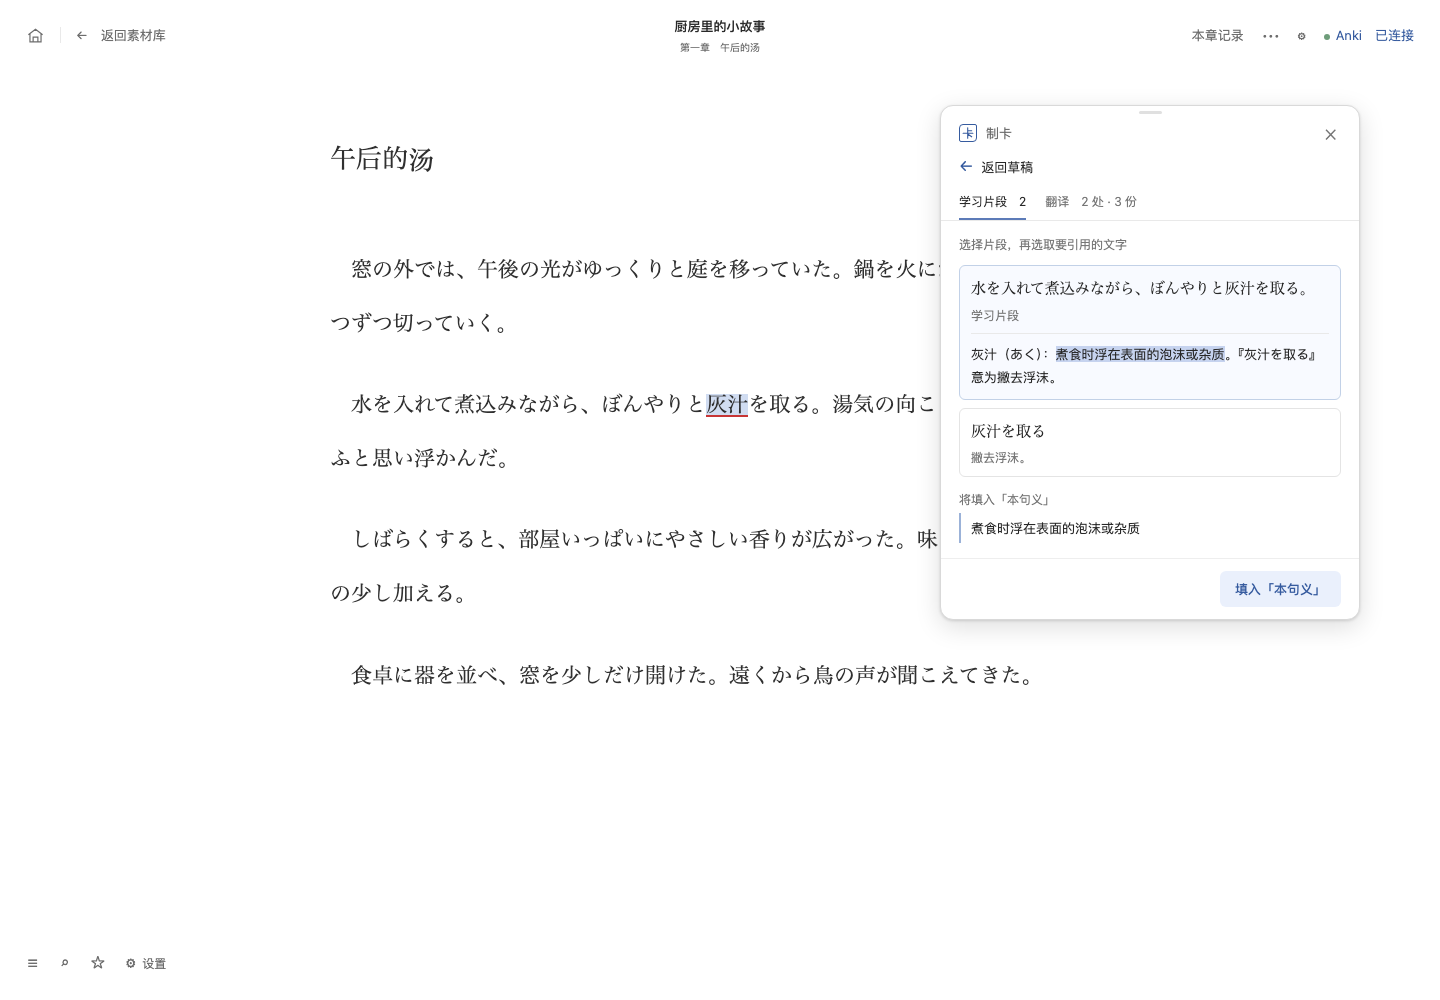 返回素材库
厨房里的小故事
第一章 午后的汤
本章记录
Anki 已连接
午后的汤
窓の外では、午後の光がゆっくりと庭を移っていた。鍋を火に
つずつ切っていく。
水を入れて煮込みながら、ぼんやりと灰汁を取る。湯気の向こ
ふと思い浮かんだ。
しばらくすると、部屋いっぱいにやさしい香りが広がった。味
の少し加える。
食卓に器を並べ、窓を少しだけ開けた。遠くから鳥の声が聞こえてきた。
卡 制卡
返回草稿
学习片段 2 翻译 2 处 · 3 份
选择片段，再选取要引用的文字
水を入れて煮込みながら、ぼんやりと灰汁を取る。
学习片段
灰汁（あく）：煮食时浮在表面的泡沫或杂质。『灰汁を取る』
意为撇去浮沫。
灰汁を取る
撇去浮沫。
将填入「本句义」
煮食时浮在表面的泡沫或杂质
填入「本句义」
设置